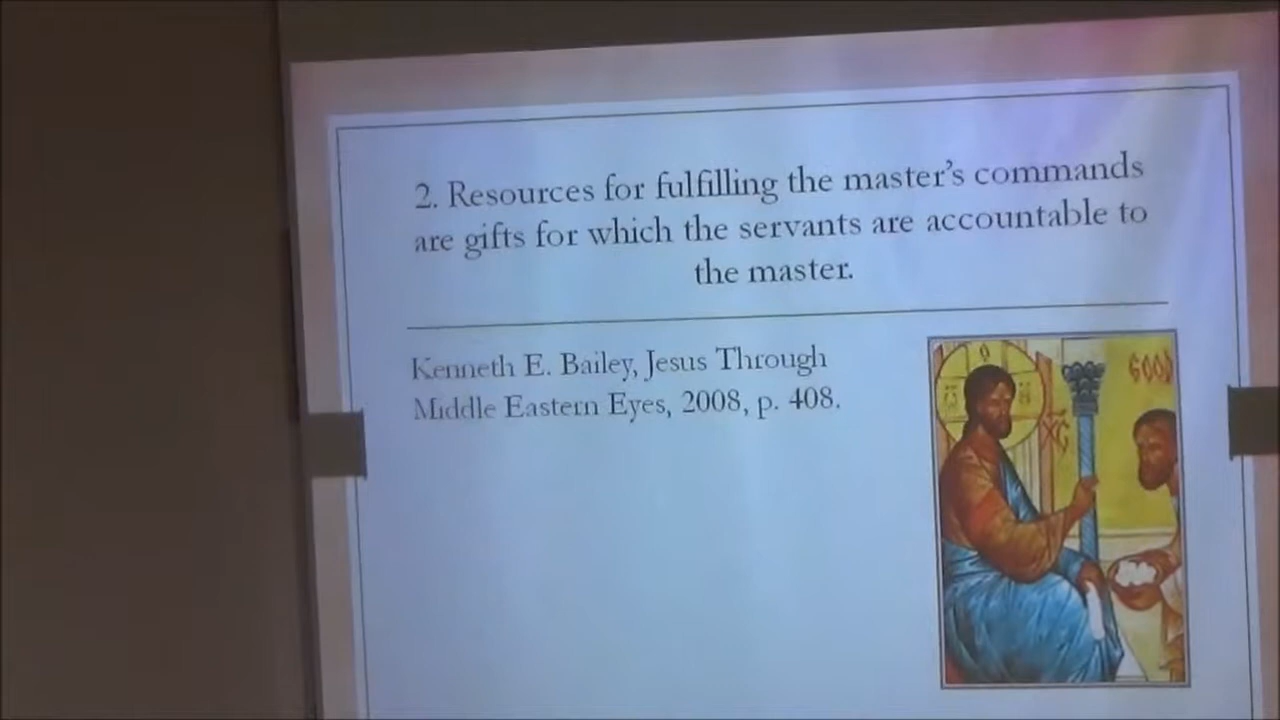 2. Resources for fulfilling the master's commands
are gifts for which the servants are accountable to
the master.
Kenneth E. Bailey, Jesus Through
Middle Eastern Eyes, 2008, p. 408.
GOOD